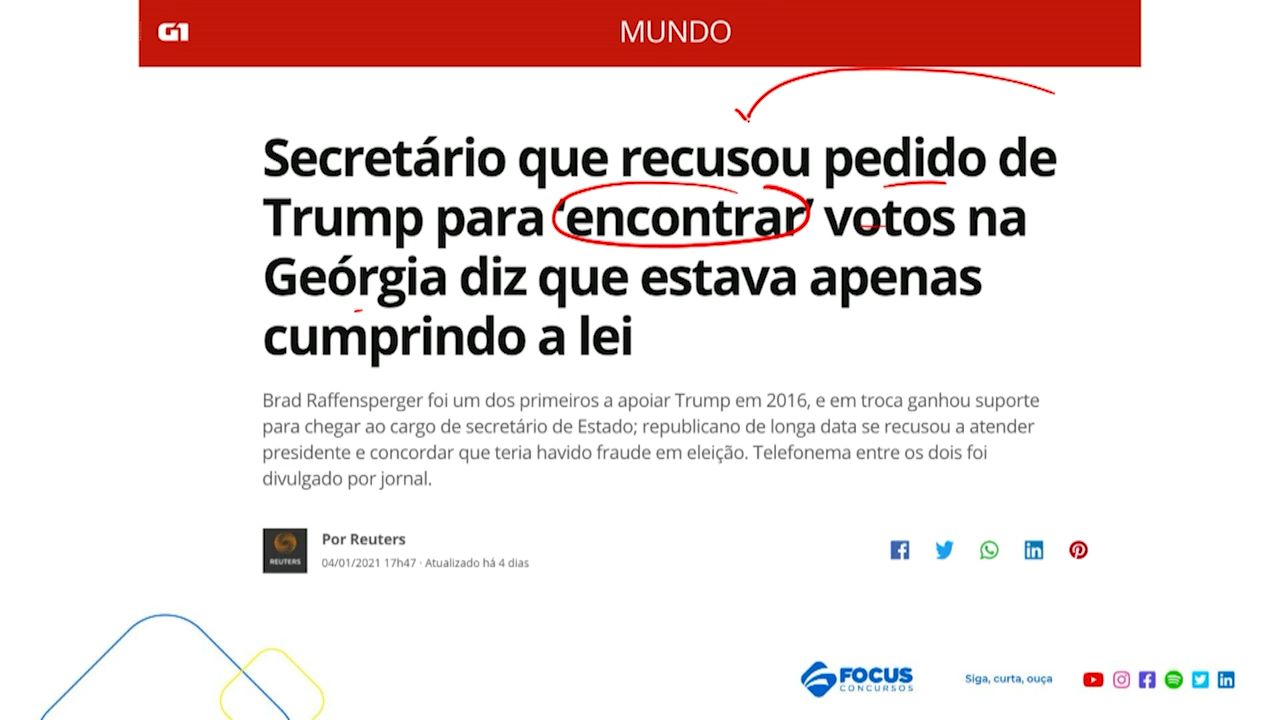 G1
MUNDO
Secretário que recusou pedido de
Trump para ‘encontrar’ votos na
Geórgia diz que estava apenas
cumprindo a lei
Brad Raffensperger foi um dos primeiros a apoiar Trump em 2016, e em troca ganhou suporte
para chegar ao cargo de secretário de Estado; republicano de longa data se recusou a atender
presidente e concordar que teria havido fraude em eleição. Telefonema entre os dois foi
divulgado por jornal.
Por Reuters
REUTERS
04/01/2021 17h47 · Atualizado há 4 dias
FOCUS
CONCURSOS
Siga, curta, ouça